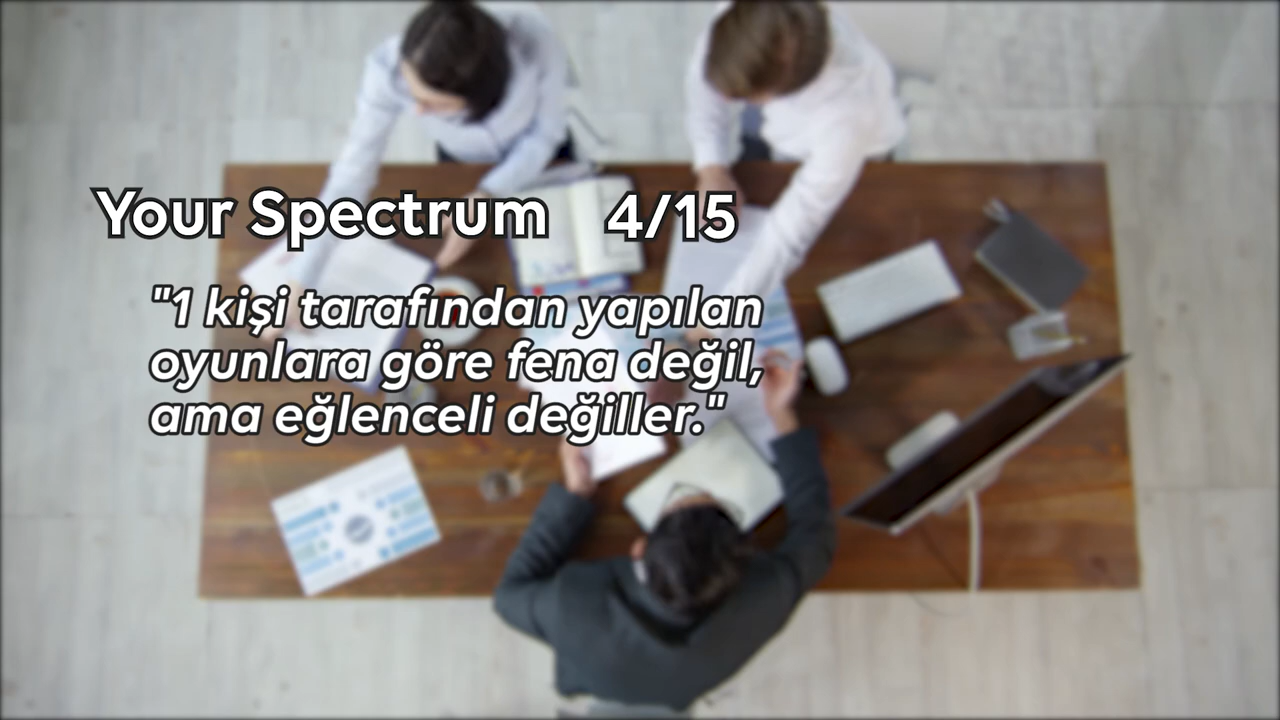 Your Spectrum 4/15
"1 kişi tarafından yapılan
oyunlara göre fena değil,
ama eğlenceli değiller."